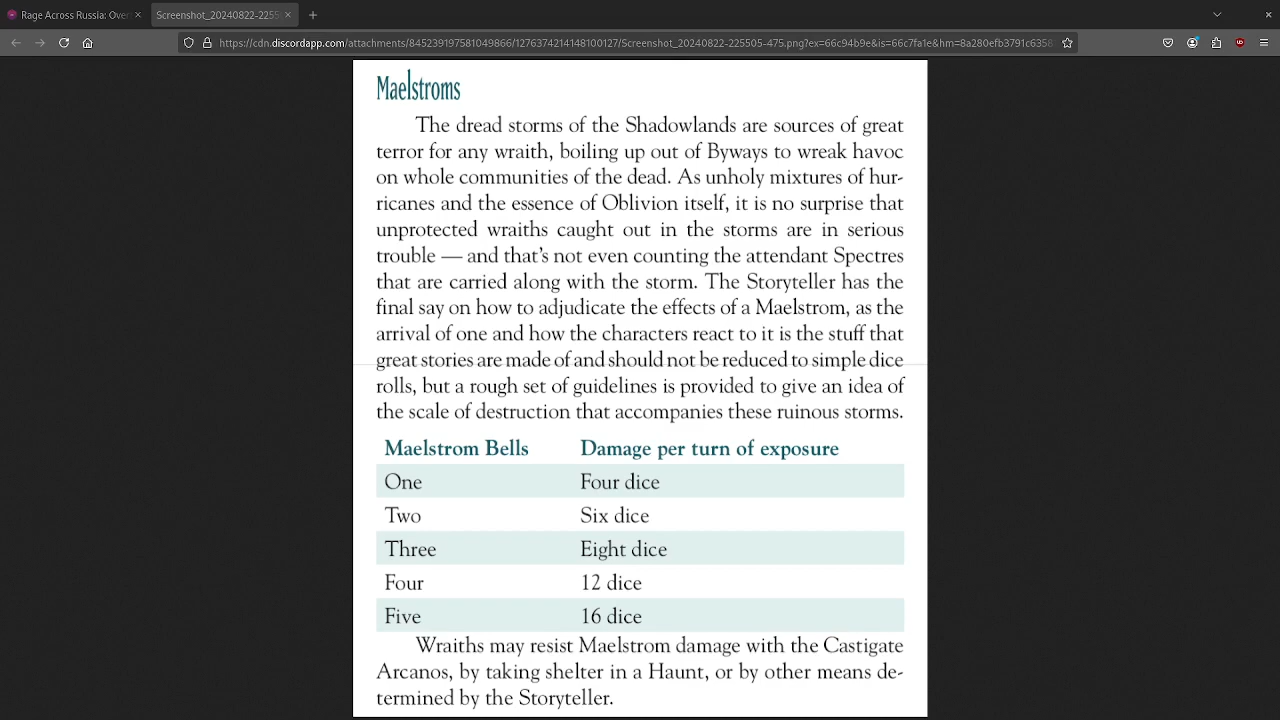 Rage Across Russia: Over
Screenshot_20240822-2255
https://cdn.discordapp.com/attachments/845239197581049866/1276374214148100127/Screenshot_20240822-225505-475.png?ex=66c94b9e&is=66c7fa1e&hm=8a280efb3791c6358
Maelstroms
The dread storms of the Shadowlands are sources of great
terror for any wraith, boiling up out of Byways to wreak havoc
on whole communities of the dead. As unholy mixtures of hur-
ricanes and the essence of Oblivion itself, it is no surprise that
unprotected wraiths caught out in the storms are in serious
trouble — and that's not even counting the attendant Spectres
that are carried along with the storm. The Storyteller has the
final say on how to adjudicate the effects of a Maelstrom, as the
arrival of one and how the characters react to it is the stuff that
great stories are made of and should not be reduced to simple dice
rolls, but a rough set of guidelines is provided to give an idea of
the scale of destruction that accompanies these ruinous storms.
Maelstrom Bells Damage per turn of exposure
One Four dice
Two Six dice
Three Eight dice
Four 12 dice
Five 16 dice
Wraiths may resist Maelstrom damage with the Castigate
Arcanos, by taking shelter in a Haunt, or by other means de-
termined by the Storyteller.